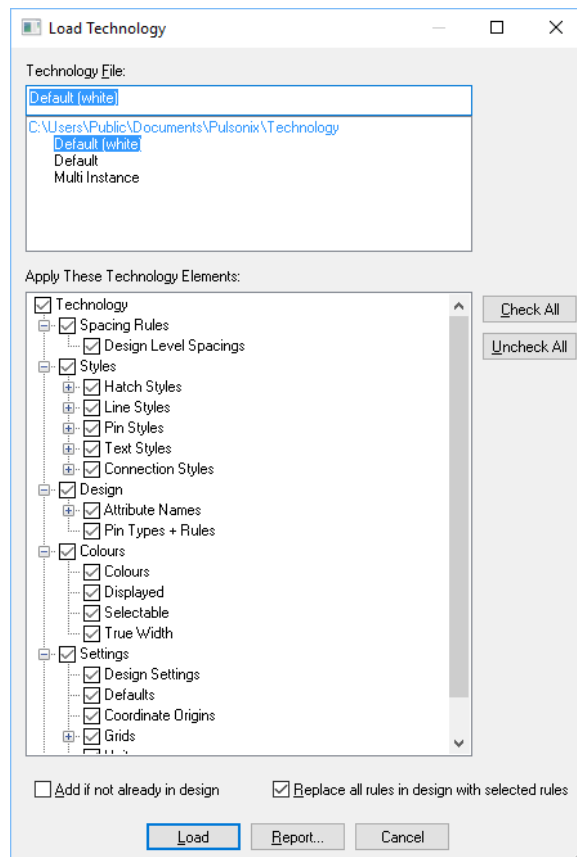 Load Technology
Technology File:
Default (white)
C:\Users\Public\Documents\Pulsonix\Technology
Default (white)
Default
Multi Instance
Apply These Technology Elements:
Technology
Spacing Rules
Design Level Spacings
Styles
Hatch Styles
Line Styles
Pin Styles
Text Styles
Connection Styles
Design
Attribute Names
Pin Types + Rules
Colours
Colours
Displayed
Selectable
True Width
Settings
Design Settings
Defaults
Coordinate Origins
Grids
Check All
Uncheck All
Add if not already in design
Replace all rules in design with selected rules
Load
Report...
Cancel